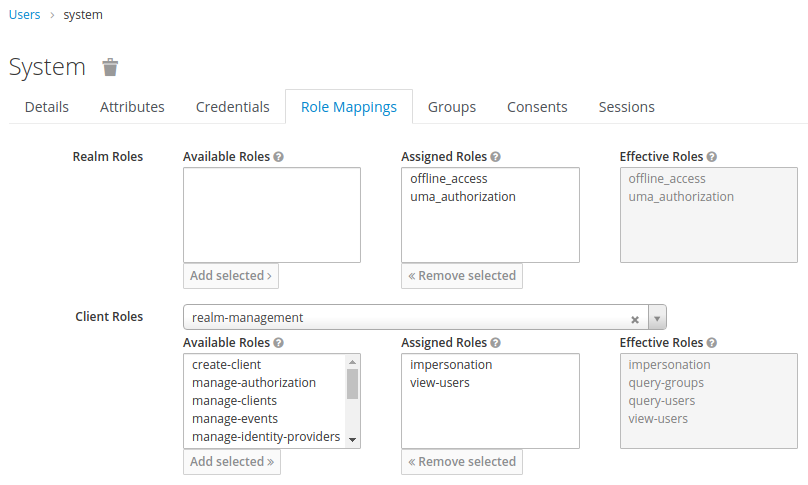 Users › system
System
Details Attributes Credentials Role Mappings Groups Consents Sessions
Realm Roles Available Roles Assigned Roles Effective Roles
offline_access offline_access
uma_authorization uma_authorization
Add selected › « Remove selected
Client Roles realm-management
Available Roles Assigned Roles Effective Roles
create-client impersonation impersonation
manage-authorization view-users query-groups
manage-clients query-users
manage-events view-users
manage-identity-providers
Add selected » « Remove selected